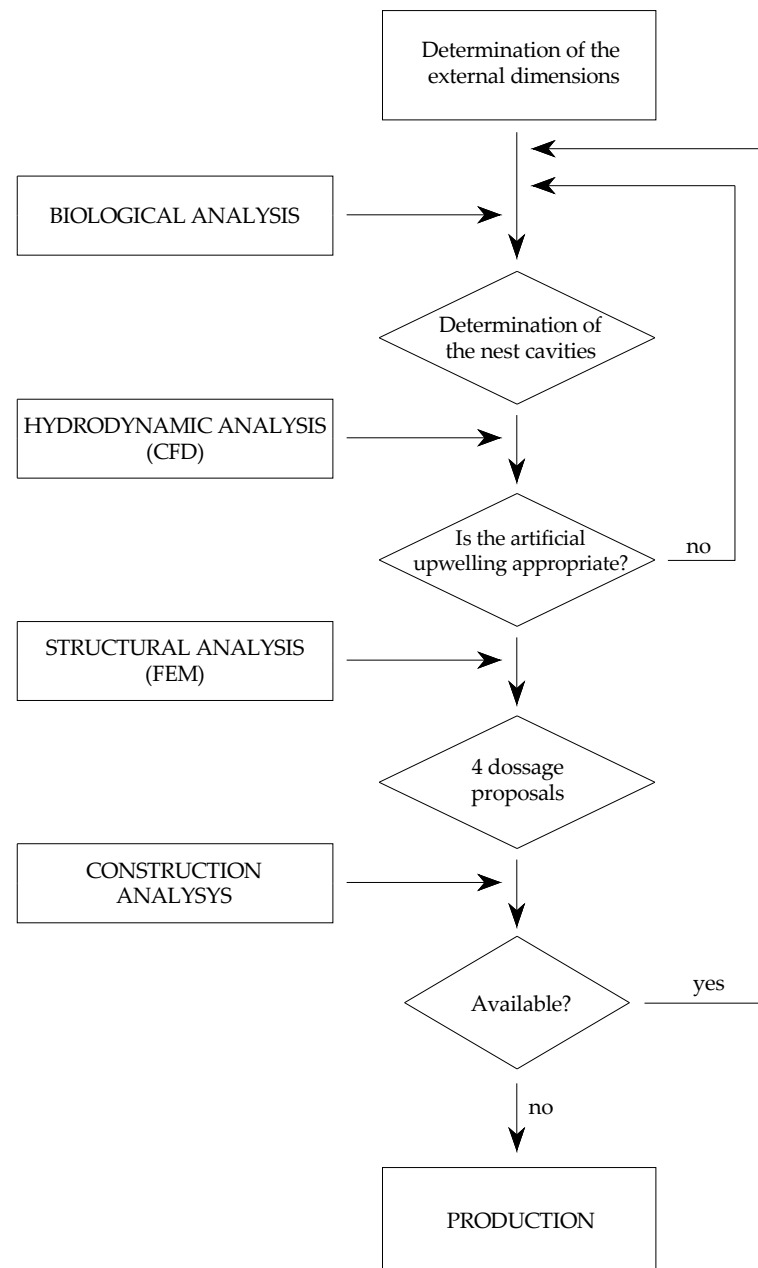 Determination of the
external dimensions
BIOLOGICAL ANALYSIS
Determination of
the nest cavities
HYDRODYNAMIC ANALYSIS
(CFD)
Is the artificial
upwelling appropriate?
no
STRUCTURAL ANALYSIS
(FEM)
4 dossage
proposals
CONSTRUCTION
ANALYSYS
Available?
yes
no
PRODUCTION